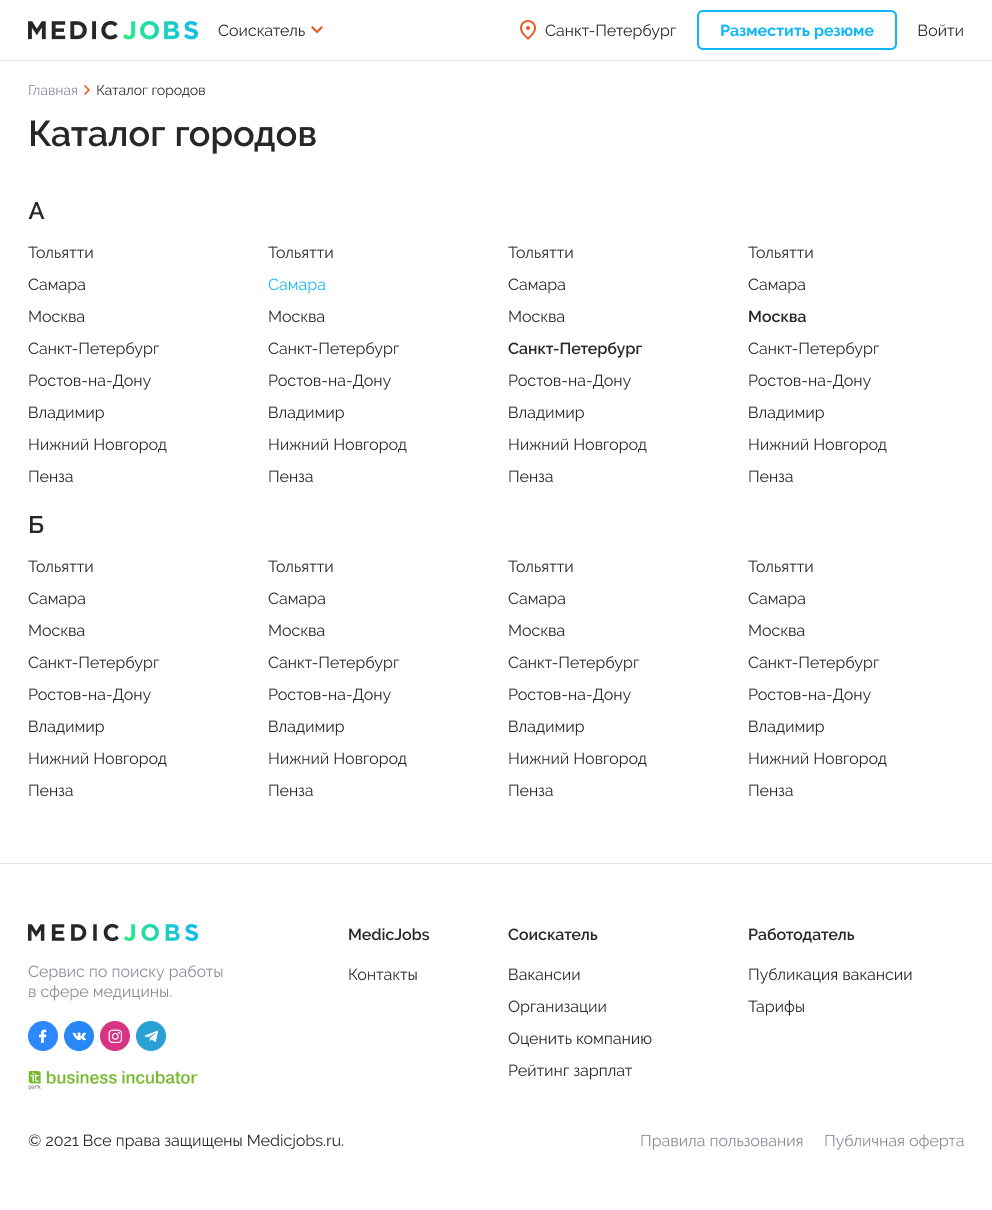 MEDICJOBS Соискатель Санкт-Петербург Разместить резюме Войти
Главная Каталог городов
Каталог городов
А
Тольятти Тольятти Тольятти Тольятти
Самара Самара Самара Самара
Москва Москва Москва Москва
Санкт-Петербург Санкт-Петербург Санкт-Петербург Санкт-Петербург
Ростов-на-Дону Ростов-на-Дону Ростов-на-Дону Ростов-на-Дону
Владимир Владимир Владимир Владимир
Нижний Новгород Нижний Новгород Нижний Новгород Нижний Новгород
Пенза Пенза Пенза Пенза
Б
Тольятти Тольятти Тольятти Тольятти
Самара Самара Самара Самара
Москва Москва Москва Москва
Санкт-Петербург Санкт-Петербург Санкт-Петербург Санкт-Петербург
Ростов-на-Дону Ростов-на-Дону Ростов-на-Дону Ростов-на-Дону
Владимир Владимир Владимир Владимир
Нижний Новгород Нижний Новгород Нижний Новгород Нижний Новгород
Пенза Пенза Пенза Пенза
MEDICJOBS
Сервис по поиску работы
в сфере медицины.
it park business incubator
MedicJobs
Контакты
Соискатель
Вакансии
Организации
Оценить компанию
Рейтинг зарплат
Работодатель
Публикация вакансии
Тарифы
© 2021 Все права защищены Medicjobs.ru. Правила пользования Публичная оферта